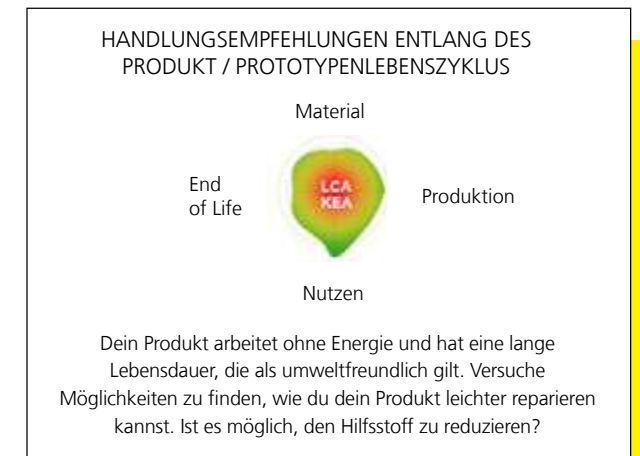 HANDLUNGSEMPFEHLUNGEN ENTLANG DES
PRODUKT / PROTOTYPENLEBENSZYKLUS
Material
End
of Life
LCA
KEA
Produktion
Nutzen
Dein Produkt arbeitet ohne Energie und hat eine lange
Lebensdauer, die als umweltfreundlich gilt. Versuche
Möglichkeiten zu finden, wie du dein Produkt leichter reparieren
kannst. Ist es möglich, den Hilfsstoff zu reduzieren?